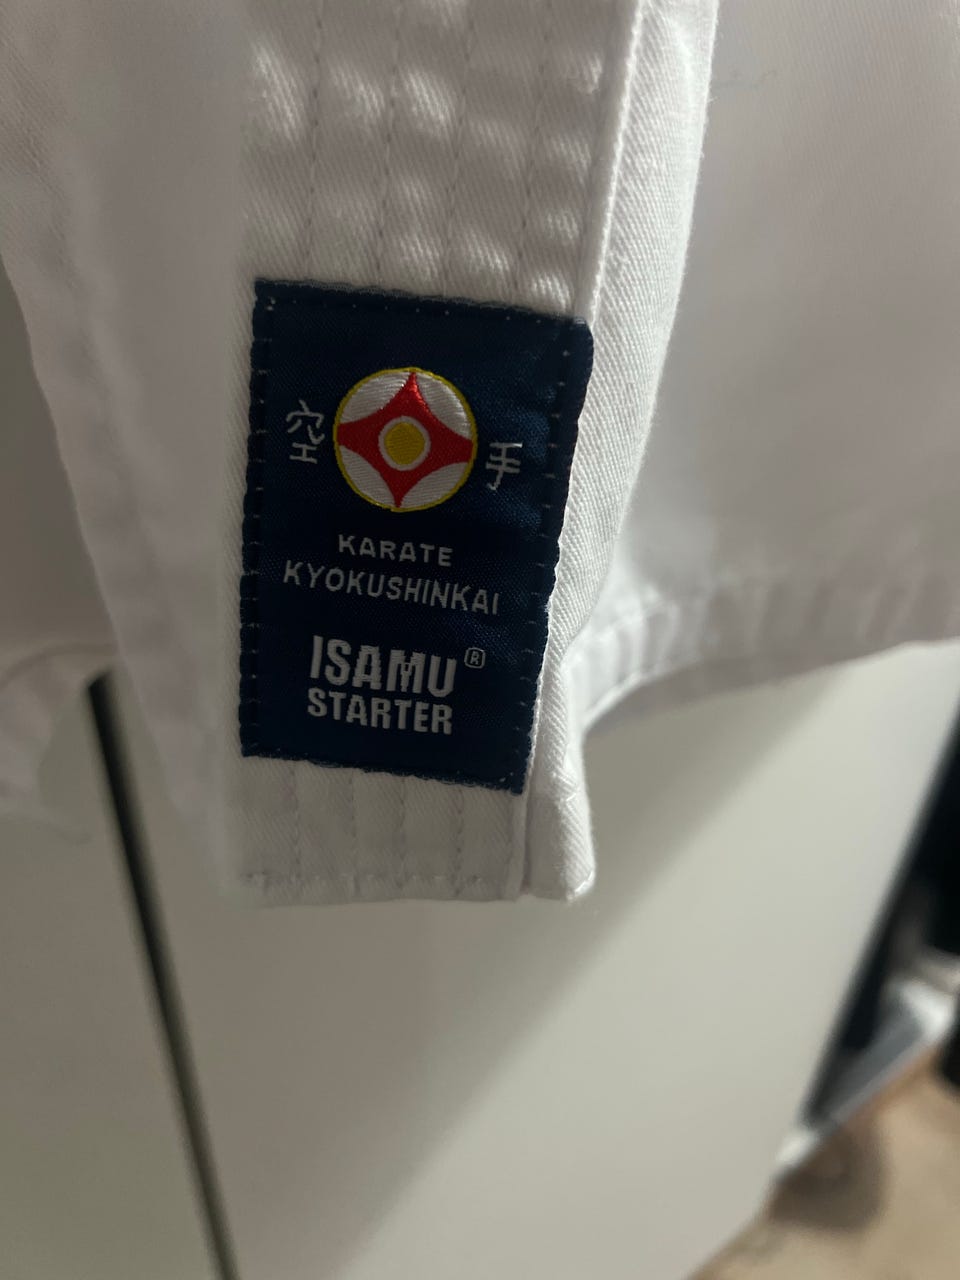 空 手
KARATE
KYOKUSHINKAI
ISAMU®
STARTER